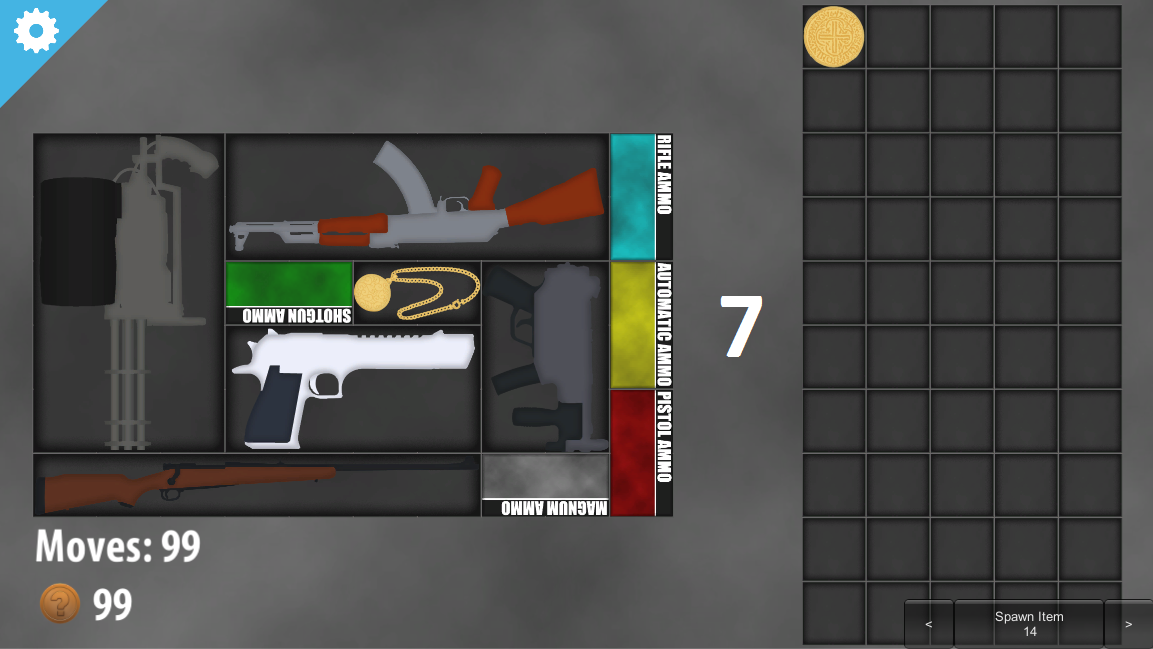 RIFLE AMMO
SHOTGUN AMMO
AUTOMATIC AMMO
7
PISTOL AMMO
MAGNUM AMMO
Moves: 99
? 99
< Spawn Item >
14